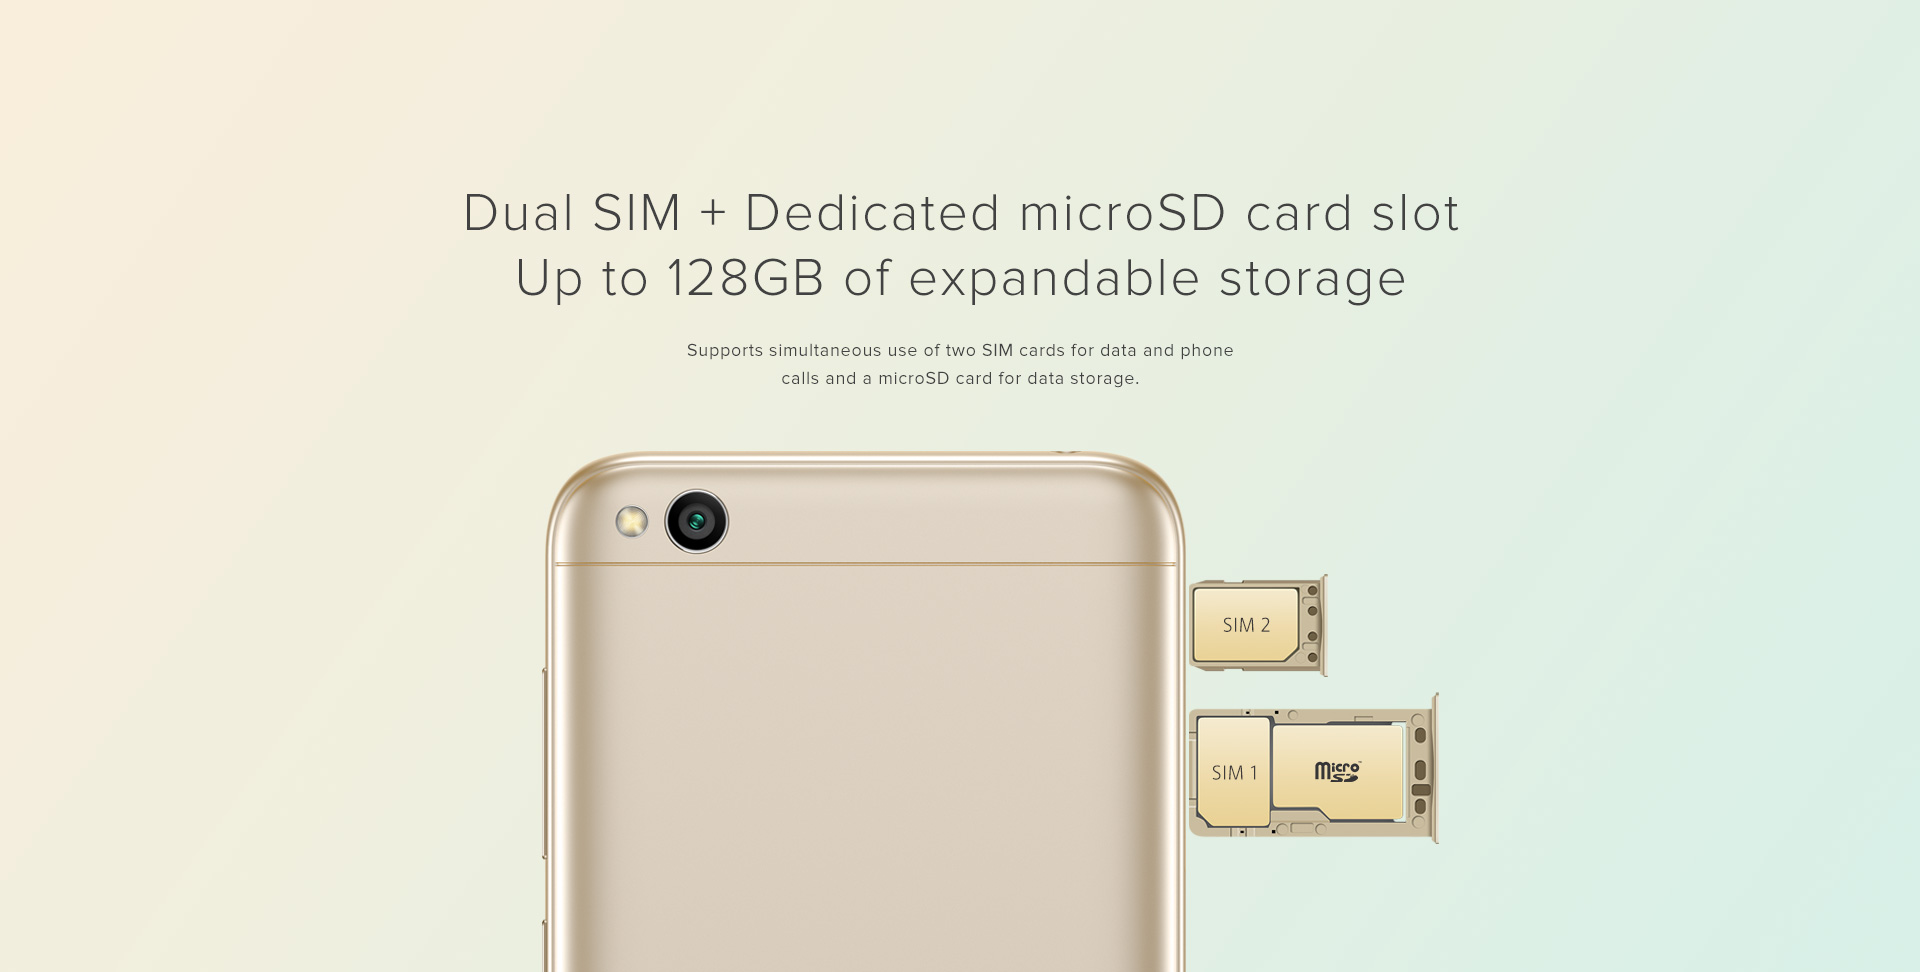 Dual SIM + Dedicated microSD card slot
Up to 128GB of expandable storage
Supports simultaneous use of two SIM cards for data and phone
calls and a microSD card for data storage.
SIM 2
SIM 1
Micro
SD